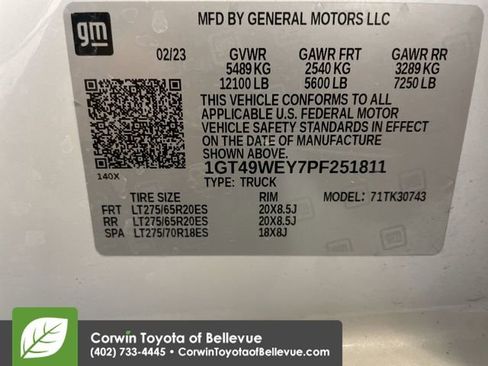 gm
MFD BY GENERAL MOTORS LLC
02/23 GVWR GAWR FRT GAWR RR
5489 KG 2540 KG 3289 KG
12100 LB 5600 LB 7250 LB
THIS VEHICLE CONFORMS TO ALL
APPLICABLE U.S. FEDERAL MOTOR
VEHICLE SAFETY STANDARDS IN EFFECT
ON THE DATE OF MANUFACTURE
SHOWN ABOVE.
140X 1GT49WEY7PF251811
TYPE: TRUCK
TIRE SIZE RIM MODEL: 71TK30743
FRT LT275/65R20ES 20X8.5J
RR LT275/65R20ES 20X8.5J
SPA LT275/70R18ES 18X8J
Corwin Toyota of Bellevue
(402) 733-4445 • CorwinToyotaofBellevue.com